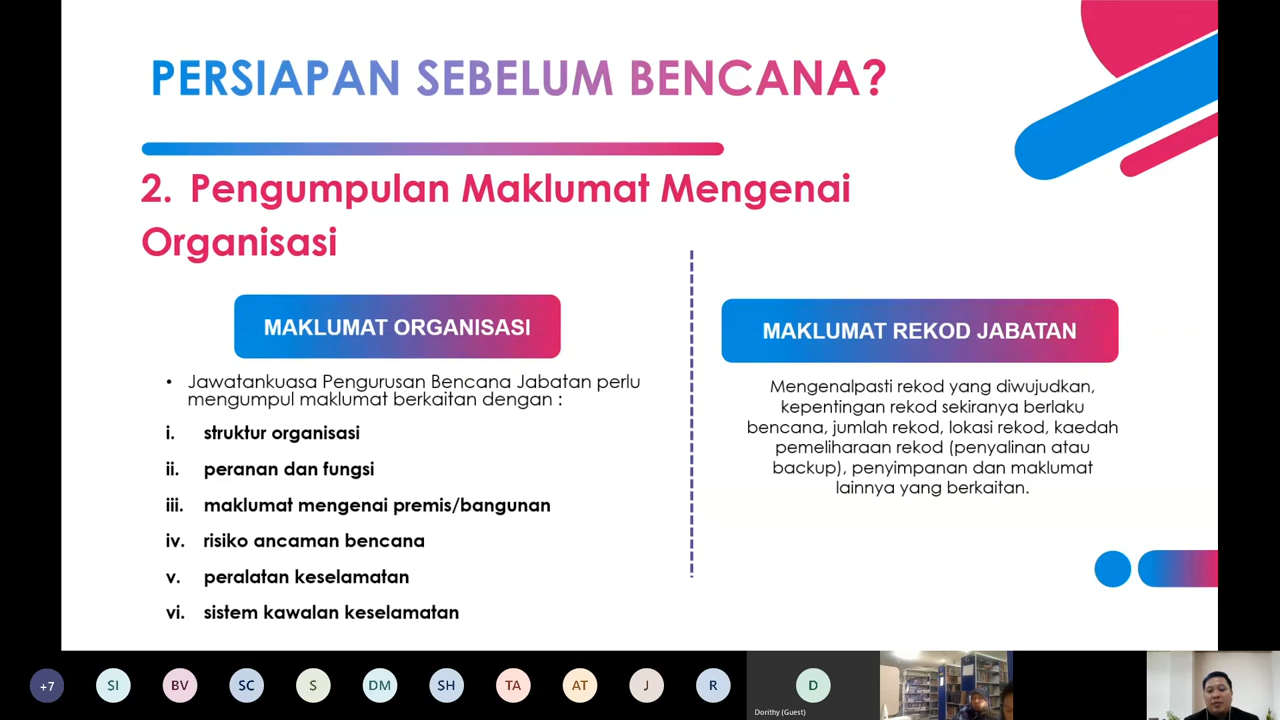 PERSIAPAN SEBELUM BENCANA?
2. Pengumpulan Maklumat Mengenai
Organisasi
MAKLUMAT ORGANISASI
• Jawatankuasa Pengurusan Bencana Jabatan perlu
mengumpul maklumat berkaitan dengan :
i. struktur organisasi
ii. peranan dan fungsi
iii. maklumat mengenai premis/bangunan
iv. risiko ancaman bencana
v. peralatan keselamatan
vi. sistem kawalan keselamatan
MAKLUMAT REKOD JABATAN
Mengenalpasti rekod yang diwujudkan,
kepentingan rekod sekiranya berlaku
bencana, jumlah rekod, lokasi rekod, kaedah
pemeliharaan rekod (penyalinan atau
backup), penyimpanan dan maklumat
lainnya yang berkaitan.
+7
SI
BV
SC
S
DM
SH
TA
AT
J
R
D
Dorithy (Guest)